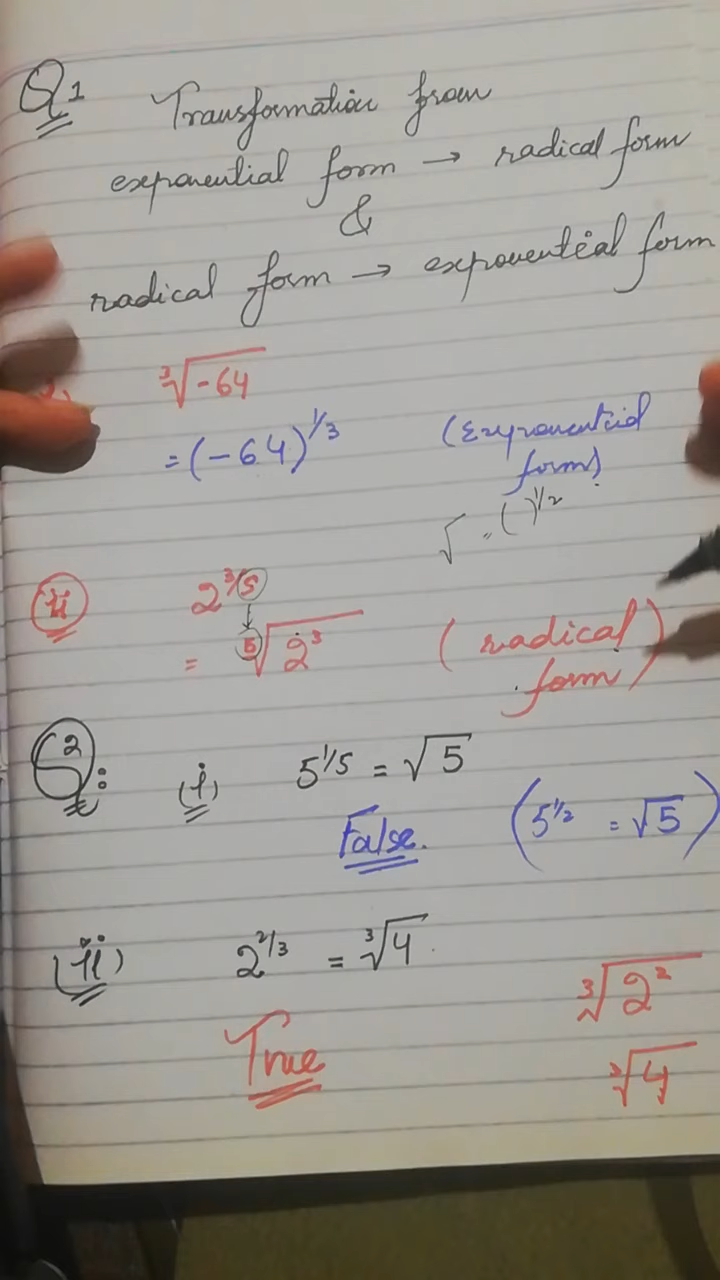 Q1 Transformation from
exponential form → radical form
&
radical form → exponential form
∛-64
= (-64)^1/3 (Exponential form)
√ = ( )^1/2
ii 2^3/5
= ⁵√2³ (radical form)
Q2: (i) 5^1/5 = √5
False. (5^1/2 = √5)
(ii) 2^2/3 = ∛4
∛2²
True
∛4